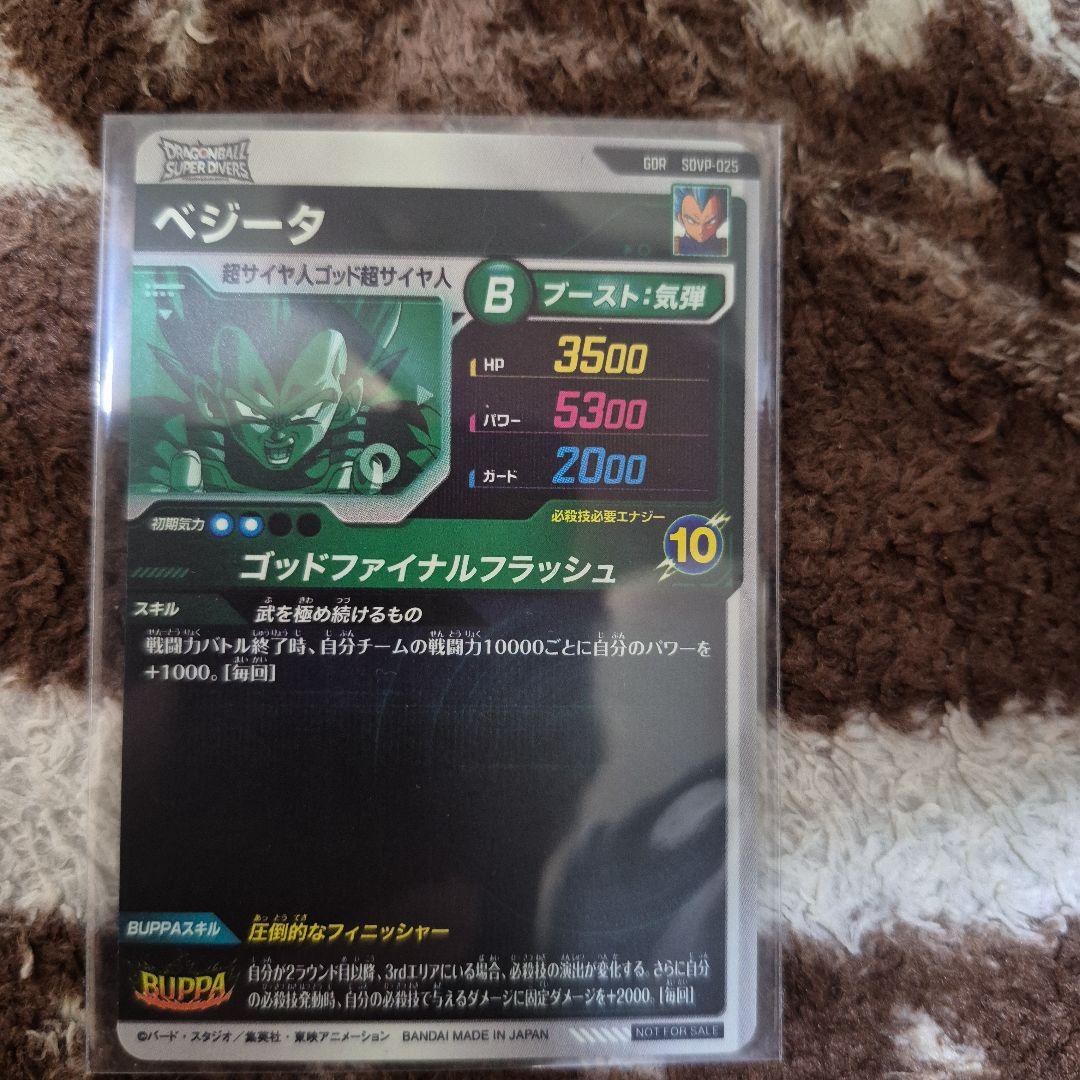 DRAGONBALL
SUPER DIVERS
GDR SDVP-025
ベジータ
超サイヤ人ゴッド超サイヤ人
B ブースト:気弾
HP 3500
パワー 5300
ガード 2000
初期気力
必殺技必要エナジー
10
ゴッドファイナルフラッシュ
スキル 武を極め続けるもの
戦闘力バトル終了時、自分チームの戦闘力10000ごとに自分のパワーを
+1000。[毎回]
BUPPAスキル 圧倒的なフィニッシャー
BUPPA
自分が2ラウンド目以降、3rdエリアにいる場合、必殺技の演出が変化する。さらに自分
の必殺技発動時、自分の必殺技で与えるダメージに固定ダメージを+2000。[毎回]
©バード・スタジオ/集英社・東映アニメーション BANDAI MADE IN JAPAN
NOT FOR SALE